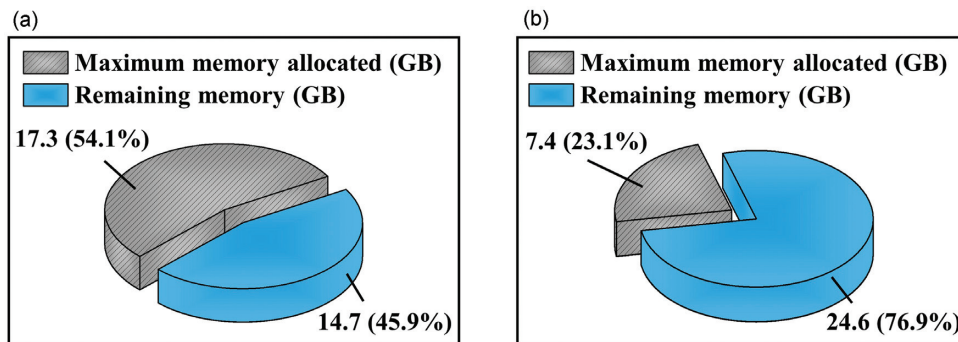 (a)
Maximum memory allocated (GB)
Remaining memory (GB)
17.3 (54.1%)
14.7 (45.9%)
(b)
Maximum memory allocated (GB)
Remaining memory (GB)
7.4 (23.1%)
24.6 (76.9%)